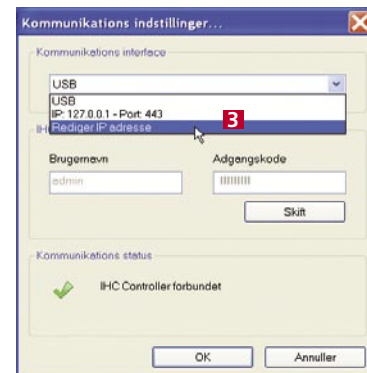 Kommunikations indstillinger...
Kommunikations interface
USB
USB
IP: 127.0.0.1 - Port: 443
Rediger IP adresse
3
IH
Brugernavn
Adgangskode
admin
Skift
Kommunikations status
IHC Controller forbundet
OK
Annuller